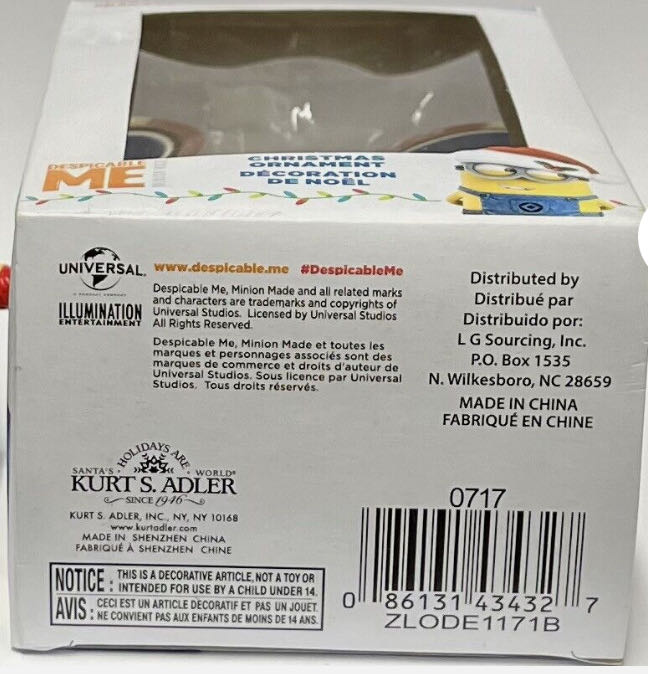 DESPICABLE
ME
CHRISTMAS
ORNAMENT
DÉCORATION
DE NOËL
UNIVERSAL
www.despicable.me #DespicableMe
ILLUMINATION
ENTERTAINMENT
Despicable Me, Minion Made and all related marks
and characters are trademarks and copyrights of
Universal Studios. Licensed by Universal Studios
All Rights Reserved.
Despicable Me, Minion Made et toutes les
marques et personnages associés sont des
marques de commerce et droits d'auteur de
Universal Studios. Sous licence par Universal
Studios. Tous droits réservés.
Distributed by
Distribué par
Distribuido por:
L G Sourcing, Inc.
P.O. Box 1535
N. Wilkesboro, NC 28659
MADE IN CHINA
FABRIQUÉ EN CHINE
HOLIDAYS ARE
SANTA'S WORLD®
KURT S. ADLER
SINCE 1946
KURT S. ADLER, INC., NY, NY 10168
www.kurtadler.com
MADE IN SHENZHEN CHINA
FABRIQUÉ À SHENZHEN CHINE
NOTICE : THIS IS A DECORATIVE ARTICLE, NOT A TOY OR
INTENDED FOR USE BY A CHILD UNDER 14.
AVIS : CECI EST UN ARTICLE DÉCORATIF ET PAS UN JOUET.
NE CONVIENT PAS AUX ENFANTS DE MOINS DE 14 ANS.
0717
0 86131 43432 7
ZLODE1171B